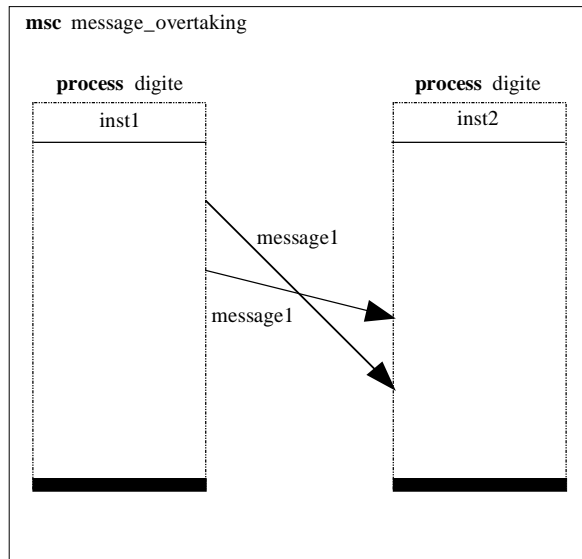 msc message_overtaking
process digite
process digite
inst1
inst2
message1
message1